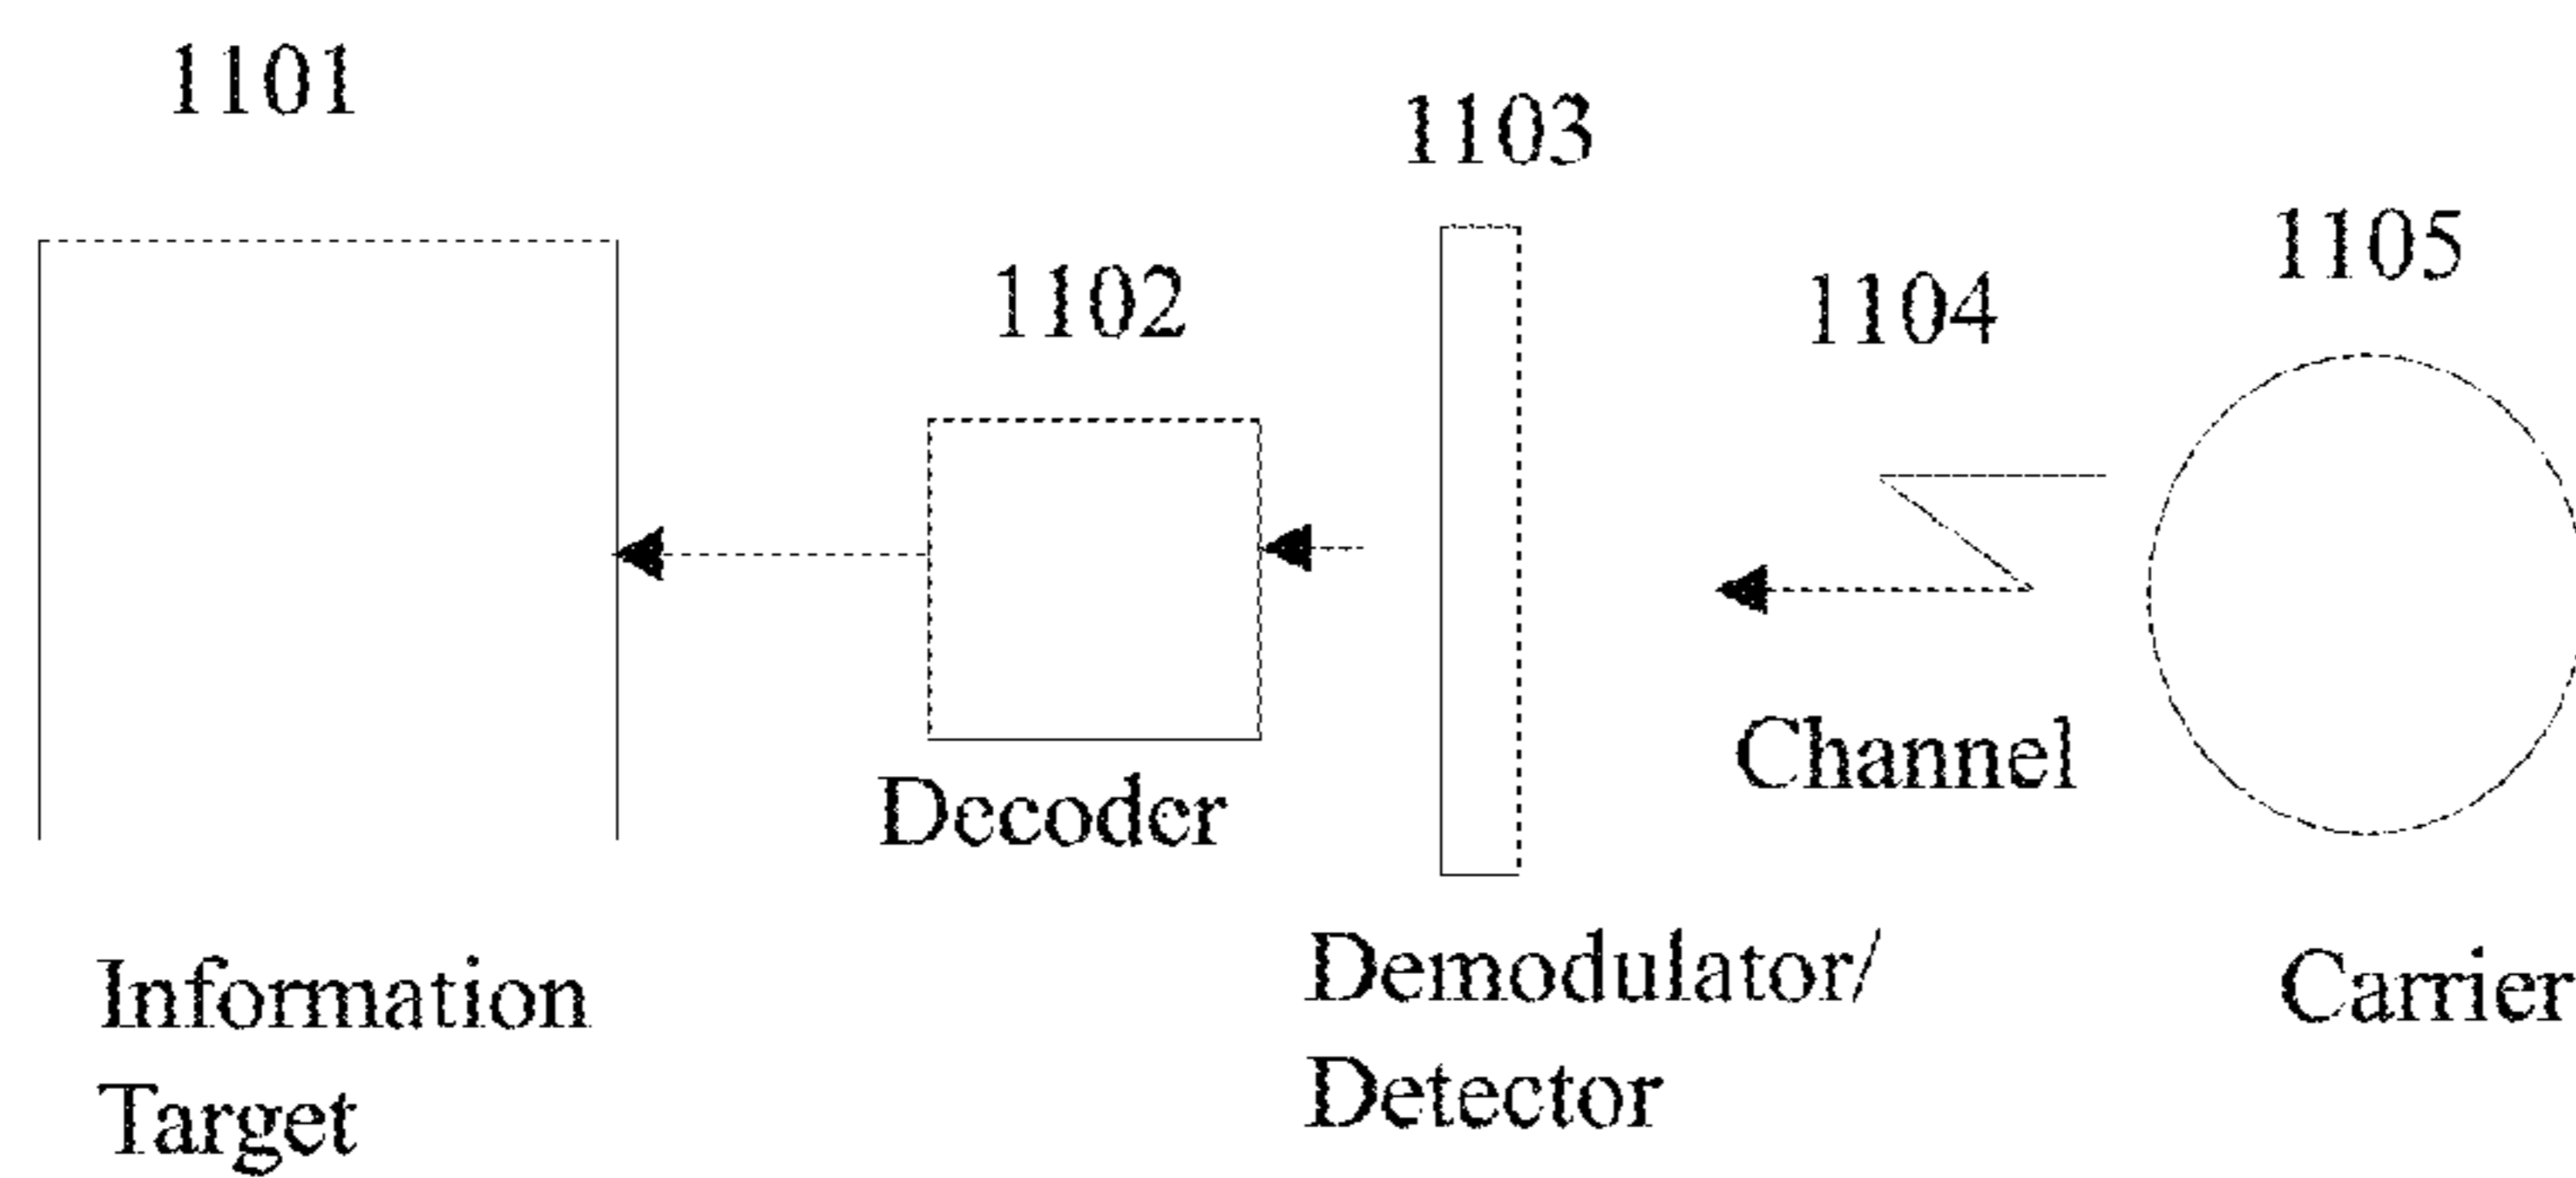 1101
1103
1105
1104
1102
Channel
Decoder
Demodulator/
Detector
Carrier
Information
Target